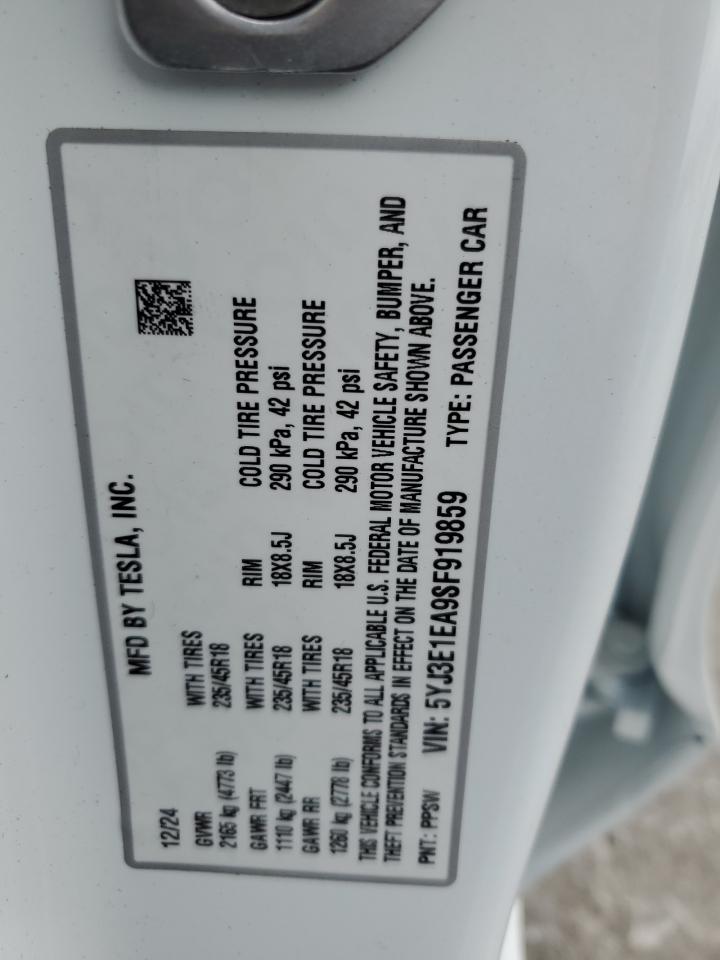 MFD BY TESLA, INC.
12/24
GVWR WITH TIRES
2165 kg (4773 lb) 235/45R18
GAWR FRT WITH TIRES RIM COLD TIRE PRESSURE
1110 kg (2447 lb) 235/45R18 18X8.5J 290 kPa, 42 psi
GAWR RR WITH TIRES RIM COLD TIRE PRESSURE
1260 kg (2778 lb) 235/45R18 18X8.5J 290 kPa, 42 psi
THIS VEHICLE CONFORMS TO ALL APPLICABLE U.S. FEDERAL MOTOR VEHICLE SAFETY, BUMPER, AND
THEFT PREVENTION STANDARDS IN EFFECT ON THE DATE OF MANUFACTURE SHOWN ABOVE.
PNT: PPSW VIN: 5YJ3E1EA9SF919859 TYPE: PASSENGER CAR